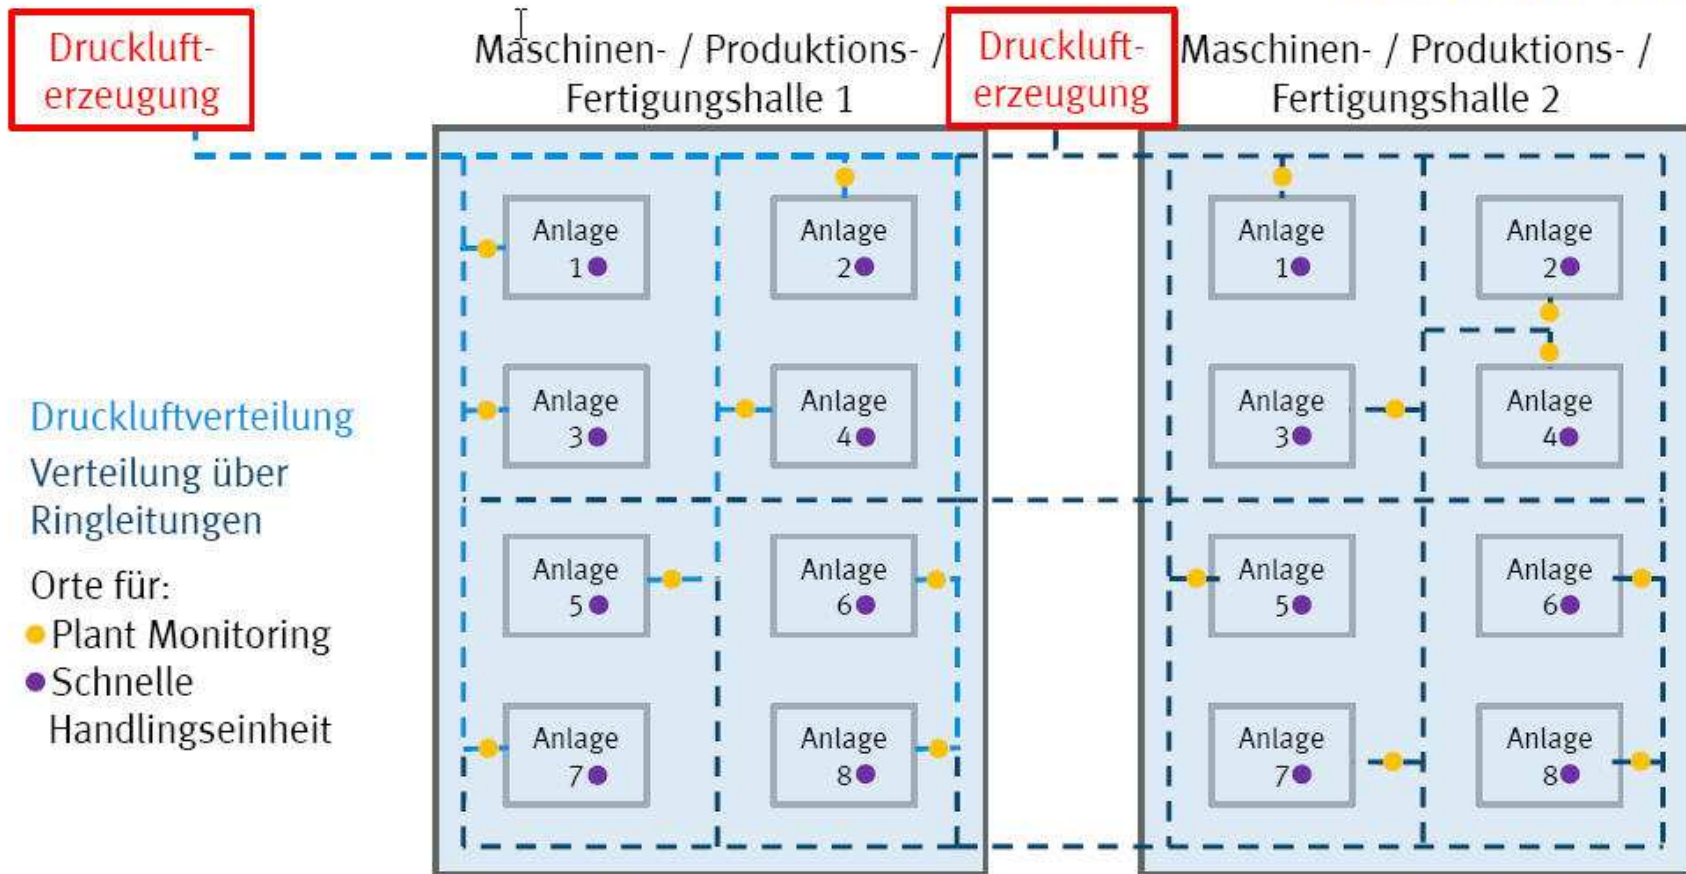 Druckluft-
erzeugung
Maschinen- / Produktions- /
Fertigungshalle 1
Druckluft-
erzeugung
Maschinen- / Produktions- /
Fertigungshalle 2
Anlage
1
Anlage
2
Anlage
1
Anlage
2
Anlage
3
Anlage
4
Anlage
3
Anlage
4
Druckluftverteilung
Verteilung über
Ringleitungen
Orte für:
Plant Monitoring
Schnelle
Handlingseinheit
Anlage
5
Anlage
6
Anlage
5
Anlage
6
Anlage
7
Anlage
8
Anlage
7
Anlage
8